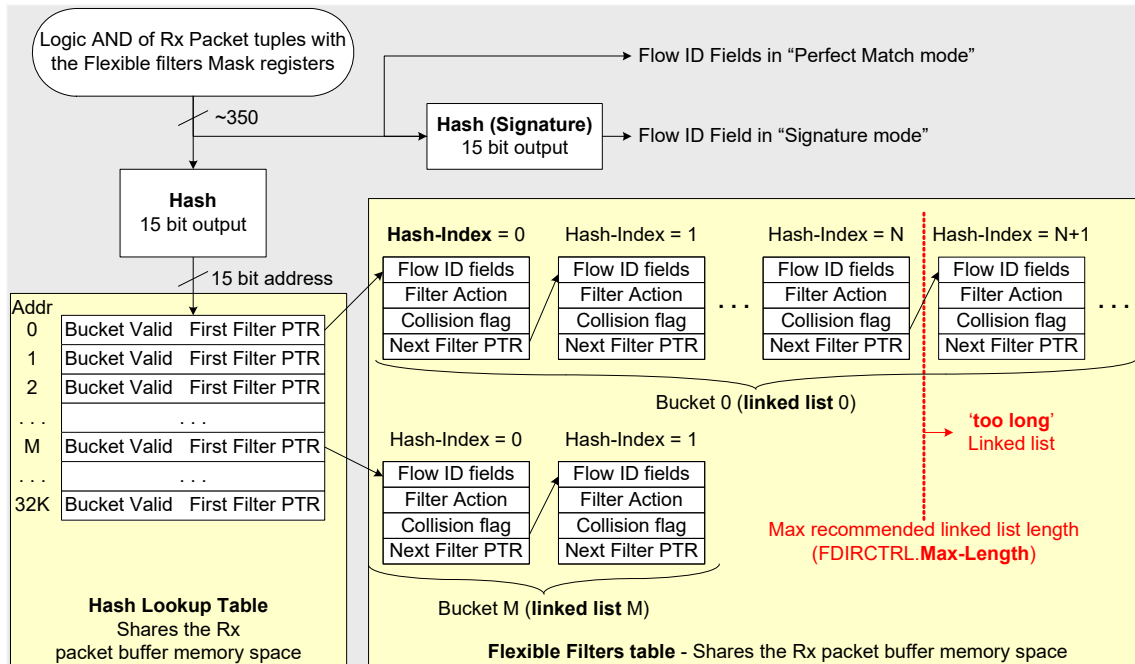 Logic AND of Rx Packet tuples with
the Flexible filters Mask registers
Flow ID Fields in “Perfect Match mode”
~350
Hash (Signature)
15 bit output
Flow ID Field in “Signature mode”
Hash
15 bit output
15 bit address
Addr
0 Bucket Valid First Filter PTR
1 Bucket Valid First Filter PTR
2 Bucket Valid First Filter PTR
. . . . . .
M Bucket Valid First Filter PTR
. . . . . .
32K Bucket Valid First Filter PTR
Hash Lookup Table
Shares the Rx
packet buffer memory space
Hash-Index = 0
Flow ID fields
Filter Action
Collision flag
Next Filter PTR
Hash-Index = 1
Flow ID fields
Filter Action
Collision flag
Next Filter PTR
. . .
Hash-Index = N
Flow ID fields
Filter Action
Collision flag
Next Filter PTR
Hash-Index = N+1
Flow ID fields
Filter Action
Collision flag
Next Filter PTR
. . .
Bucket 0 (linked list 0)
‘too long’
Linked list
Hash-Index = 0
Flow ID fields
Filter Action
Collision flag
Next Filter PTR
Hash-Index = 1
Flow ID fields
Filter Action
Collision flag
Next Filter PTR
Max recommended linked list length
(FDIRCTRL.Max-Length)
Bucket M (linked list M)
Flexible Filters table - Shares the Rx packet buffer memory space